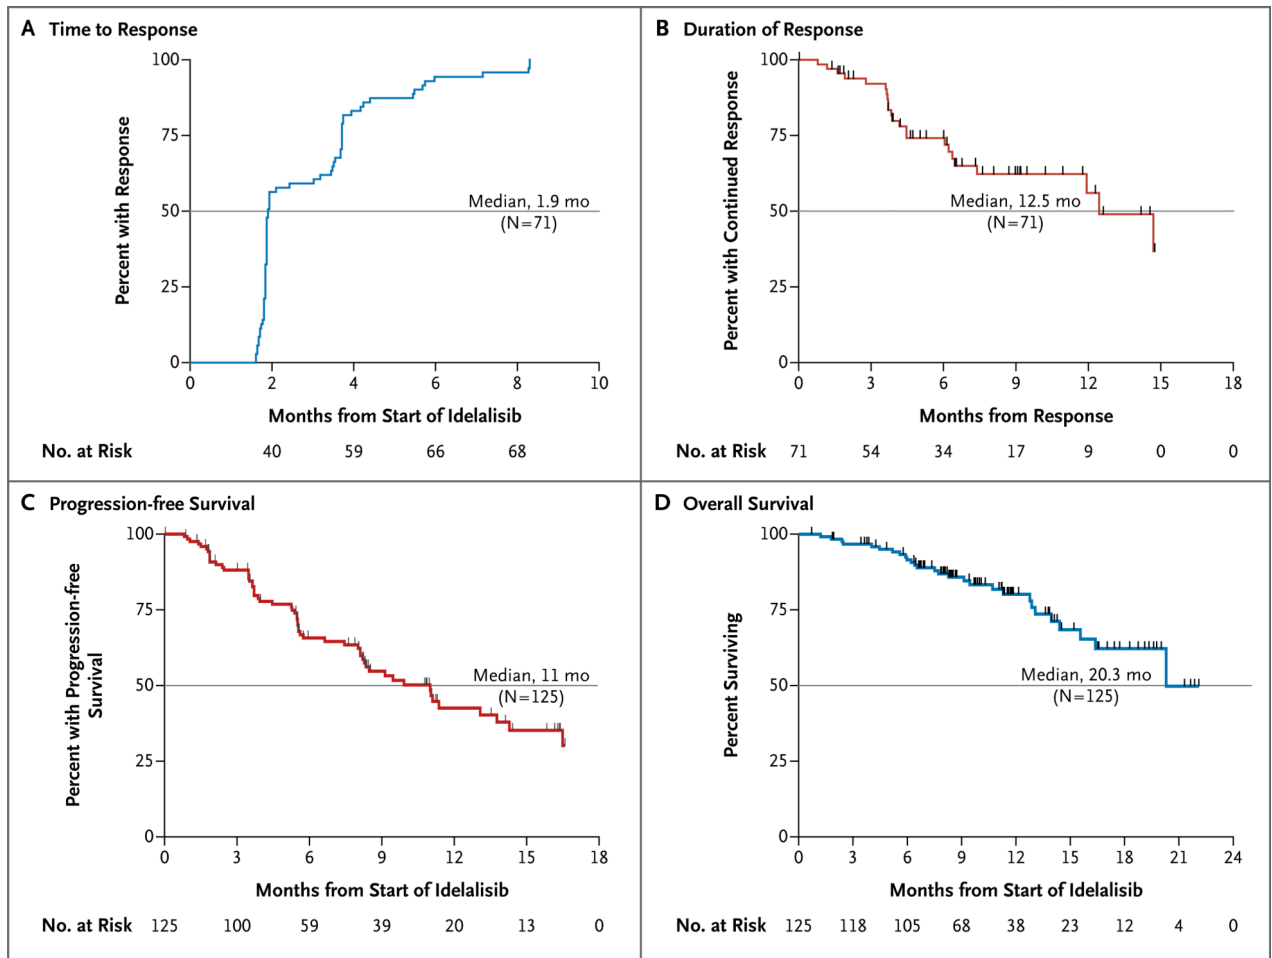 A Time to Response
Percent with Response
100
75
50
25
0
Median, 1.9 mo
(N=71)
0 2 4 6 8 10
Months from Start of Idelalisib
No. at Risk 40 59 66 68
B Duration of Response
Percent with Continued Response
100
75
50
25
0
Median, 12.5 mo
(N=71)
0 3 6 9 12 15 18
Months from Response
No. at Risk 71 54 34 17 9 0 0
C Progression-free Survival
Percent with Progression-free
Survival
100
75
50
25
0
Median, 11 mo
(N=125)
0 3 6 9 12 15 18
Months from Start of Idelalisib
No. at Risk 125 100 59 39 20 13 0
D Overall Survival
Percent Surviving
100
75
50
25
0
Median, 20.3 mo
(N=125)
0 3 6 9 12 15 18 21 24
Months from Start of Idelalisib
No. at Risk 125 118 105 68 38 23 12 4 0